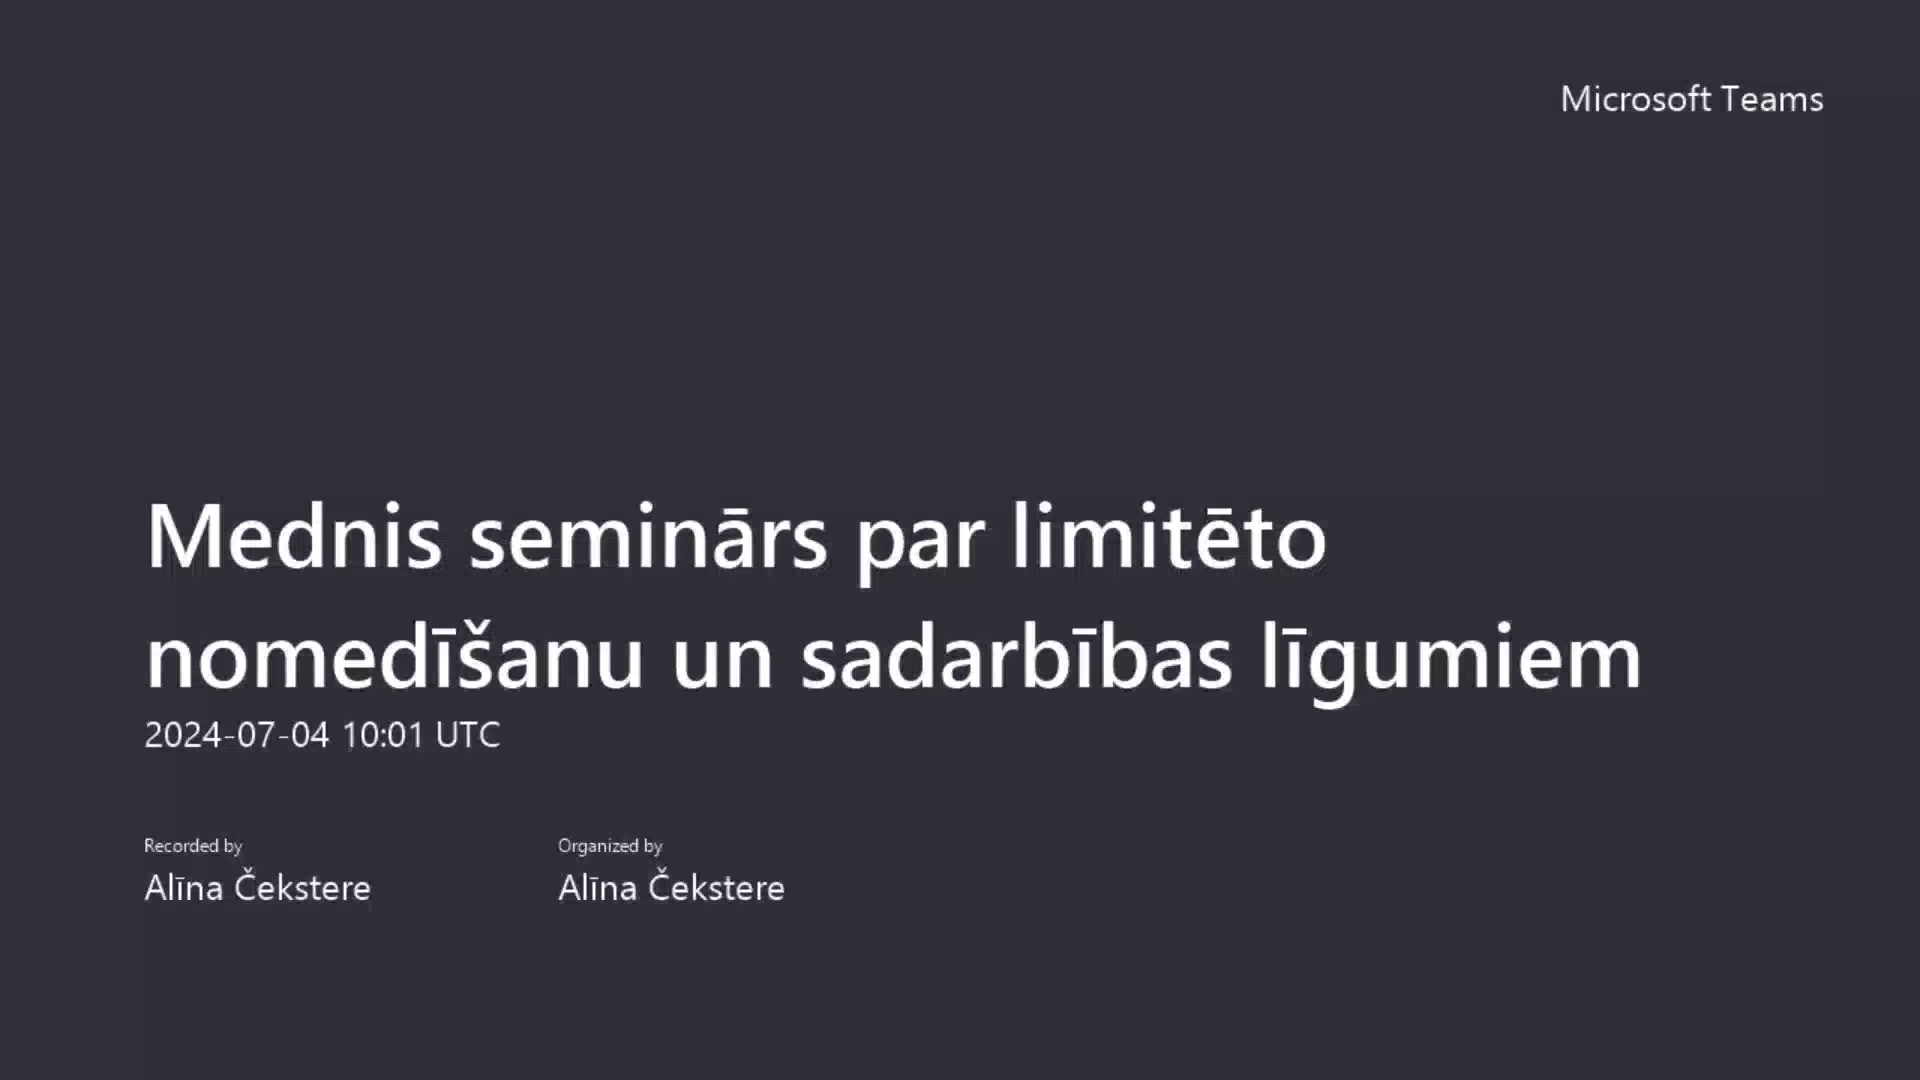 Microsoft Teams
Mednis seminārs par limitēto
nomedīšanu un sadarbības līgumiem
2024-07-04 10:01 UTC
Recorded by
Alīna Čekstere
Organized by
Alīna Čekstere